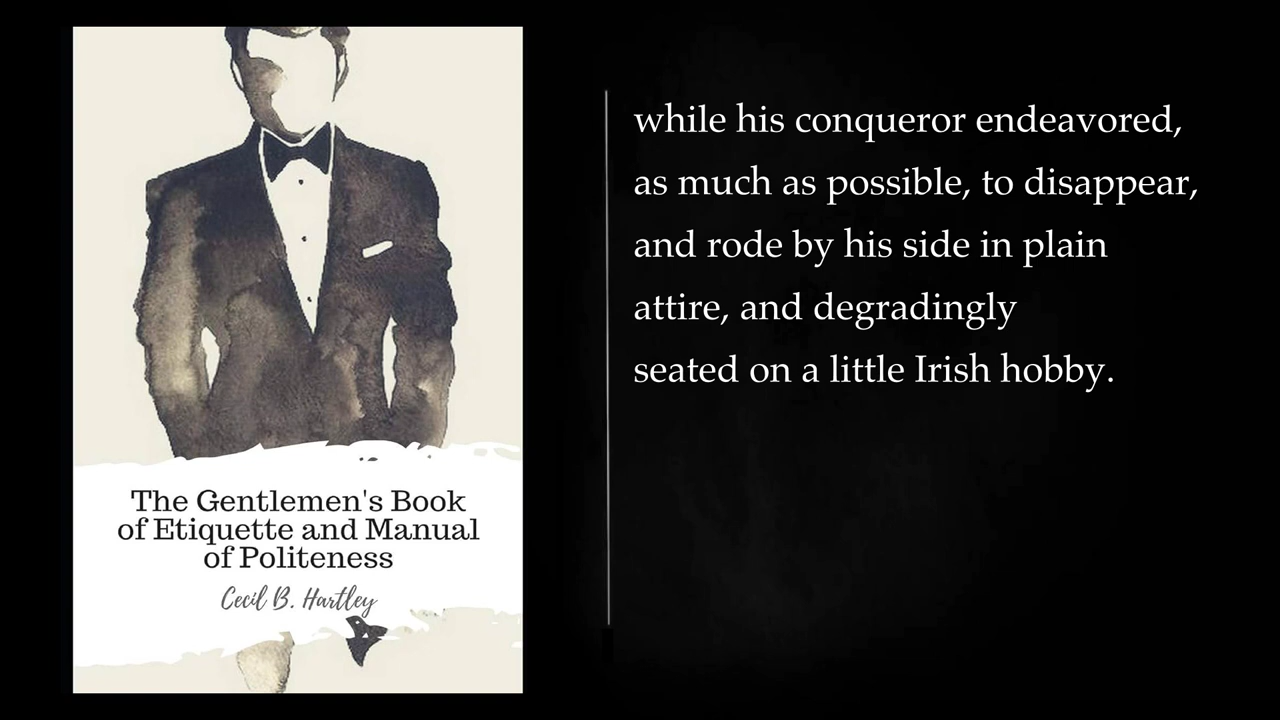 The Gentlemen's Book
of Etiquette and Manual
of Politeness
Cecil B. Hartley
while his conqueror endeavored,
as much as possible, to disappear,
and rode by his side in plain
attire, and degradingly
seated on a little Irish hobby.